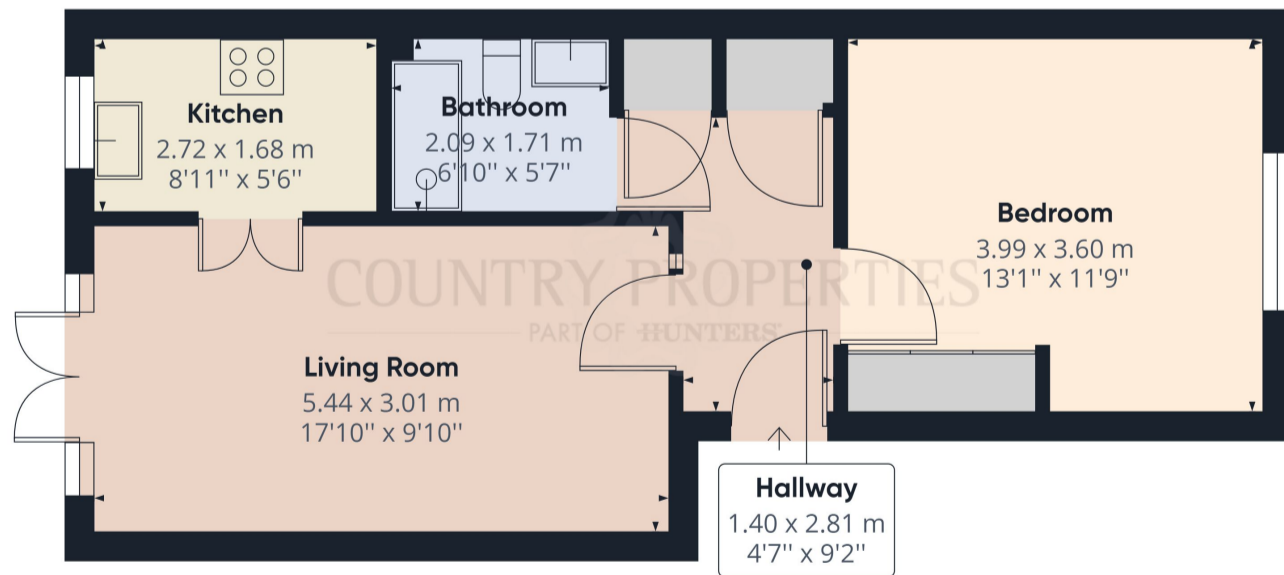 Kitchen
2.72 x 1.68 m
8'11'' x 5'6''
Bathroom
2.09 x 1.71 m
6'10'' x 5'7''
Bedroom
3.99 x 3.60 m
13'1'' x 11'9''
COUNTRY PROPERTIES
PART OF HUNTERS
Living Room
5.44 x 3.01 m
17'10'' x 9'10''
Hallway
1.40 x 2.81 m
4'7'' x 9'2''